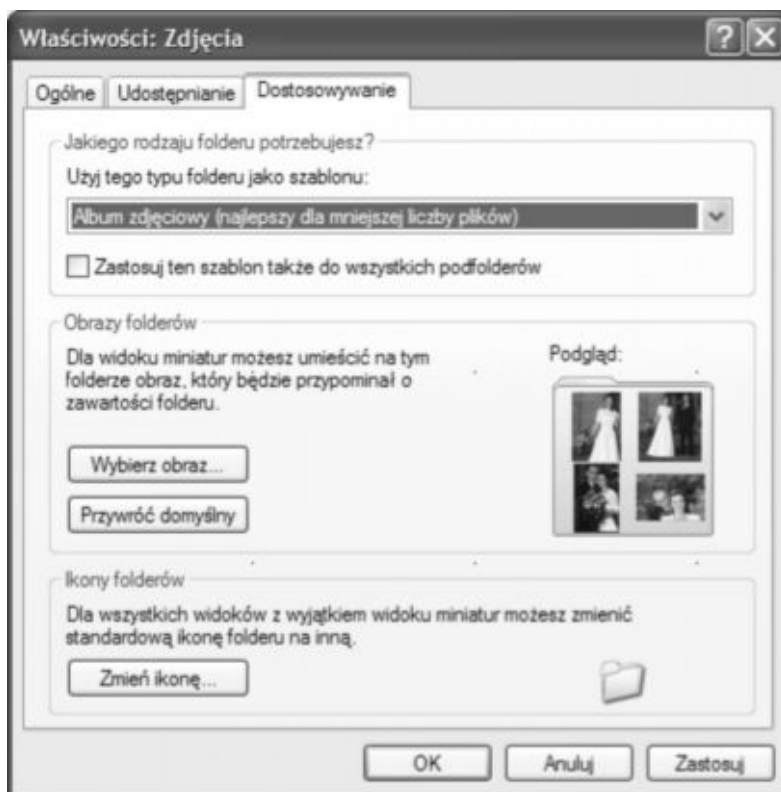 Właściwości: Zdjęcia
Ogólne Udostępnianie Dostosowywanie
Jakiego rodzaju folderu potrzebujesz?
Użyj tego typu folderu jako szablonu:
Album zdjęciowy (najlepszy dla mniejszej liczby plików)
Zastosuj ten szablon także do wszystkich podfolderów
Obrazy folderów
Dla widoku miniatur możesz umieścić na tym
folderze obraz, który będzie przypominał o
zawartości folderu.
Podgląd:
Wybierz obraz...
Przywróć domyślny
Ikony folderów
Dla wszystkich widoków z wyjątkiem widoku miniatur możesz zmienić
standardową ikonę folderu na inną.
Zmień ikonę...
OK Anuluj Zastosuj